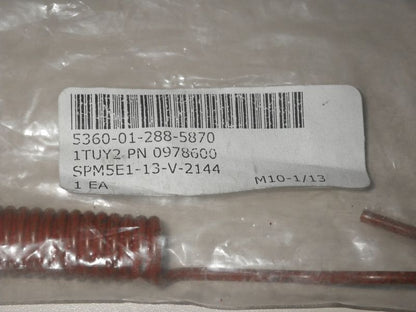 5360-01-288-5870
1TUY2 PN 0978600
SPM5E1-13-V-2144
1 EA M10-1/13